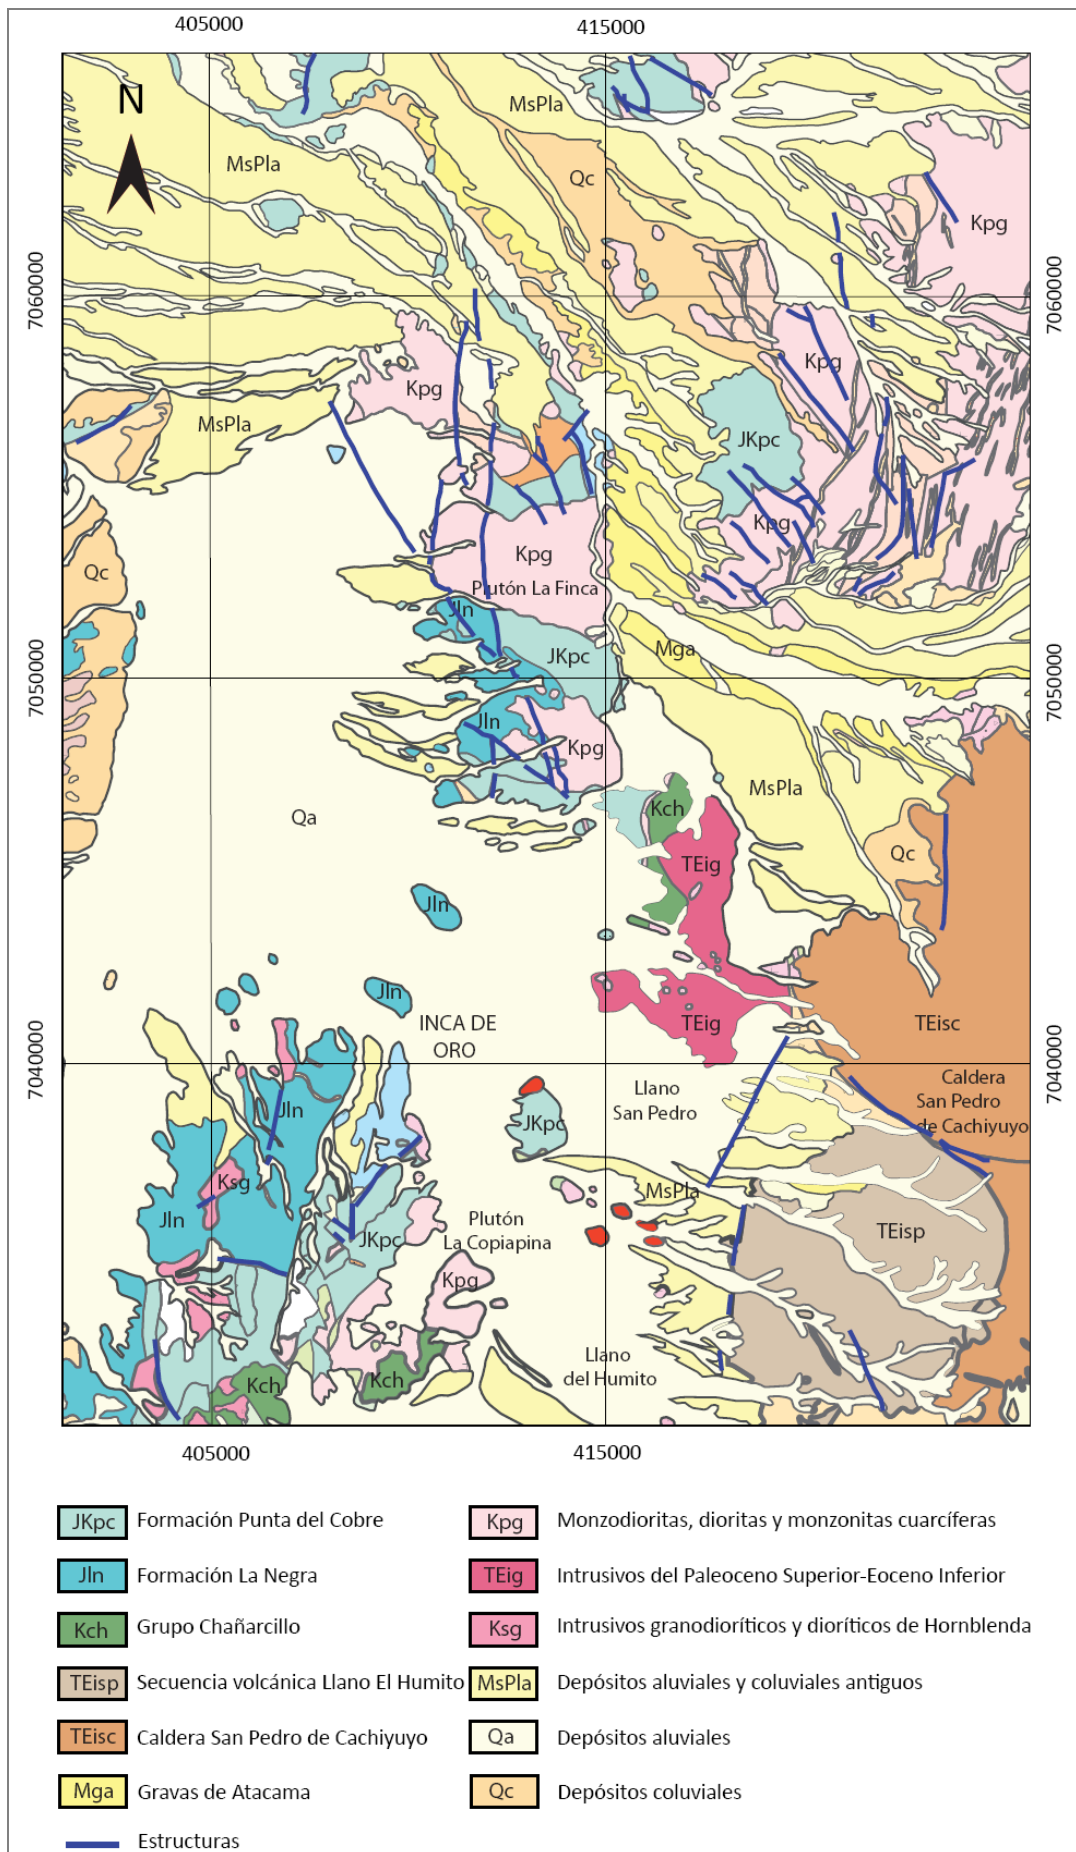 405000
415000
N
MsPla
MsPla
Qc
Kpg
7060000
7060000
Kpg
Kpg
MsPla
JKpc
Kpg
Qc
Kpg
Plutón La Finca
Jln
JKpc
Mga
7050000
7050000
Jln
Kpg
MsPla
Qa
Kch
Qc
TEig
Jln
Jln
INCA DE
ORO
TEig
TEisc
7040000
7040000
Llano
San Pedro
Caldera
San Pedro
de Cachiyuyo
Jln
JKpc
Ksg
MsPla
Jln
JKpc
Plutón
La Copiapina
TEisp
Kpg
Llano
del Humito
Kch
Kch
405000
415000
JKpc Formación Punta del Cobre
Kpg Monzodioritas, dioritas y monzonitas cuarcíferas
Jln Formación La Negra
TEig Intrusivos del Paleoceno Superior-Eoceno Inferior
Kch Grupo Chañarcillo
Ksg Intrusivos granodioríticos y dioríticos de Hornblenda
TEisp Secuencia volcánica Llano El Humito
MsPla Depósitos aluviales y coluviales antiguos
TEisc Caldera San Pedro de Cachiyuyo
Qa Depósitos aluviales
Mga Gravas de Atacama
Qc Depósitos coluviales
Estructuras